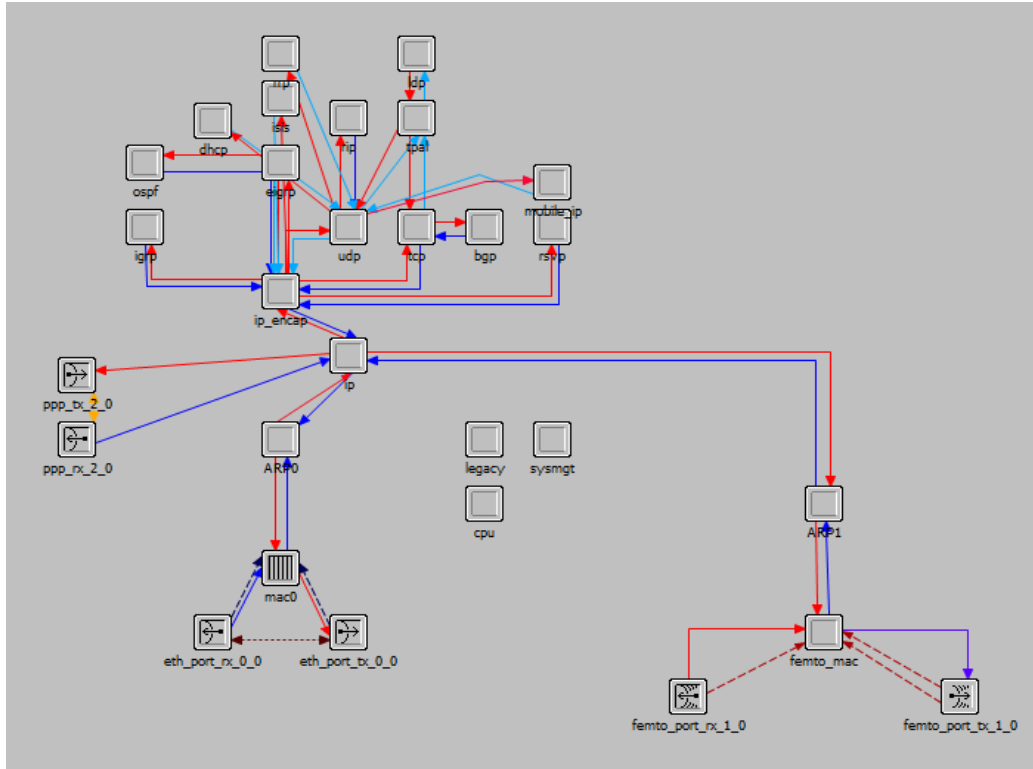 ldp
isis
dhcp
rip
tpal
ospf
eigrp
mobile_ip
igrp
udp
tcp
bgp
rsvp
ip_encap
ip
ppp_tx_2_0
ppp_rx_2_0
ARP0
legacy
sysmgt
cpu
ARP1
mac0
eth_port_rx_0_0
eth_port_tx_0_0
femto_mac
femto_port_rx_1_0
femto_port_tx_1_0